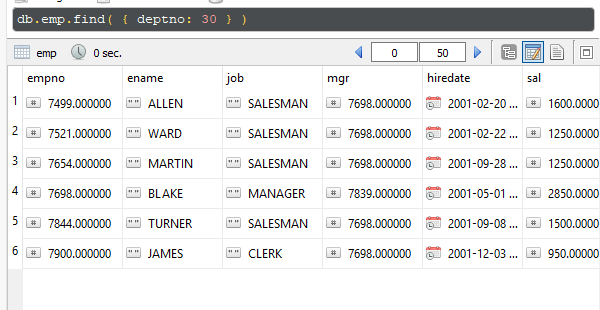 db.emp.find( { deptno: 30 } )
emp 0 sec. 0 50
empno ename job mgr hiredate sal
1 # 7499.000000 "" ALLEN "" SALESMAN # 7698.000000 2001-02-20 ... # 1600.0000
2 # 7521.000000 "" WARD "" SALESMAN # 7698.000000 2001-02-22 ... # 1250.0000
3 # 7654.000000 "" MARTIN "" SALESMAN # 7698.000000 2001-09-28 ... # 1250.0000
4 # 7698.000000 "" BLAKE "" MANAGER # 7839.000000 2001-05-01 ... # 2850.0000
5 # 7844.000000 "" TURNER "" SALESMAN # 7698.000000 2001-09-08 ... # 1500.0000
6 # 7900.000000 "" JAMES "" CLERK # 7698.000000 2001-12-03 ... # 950.00000